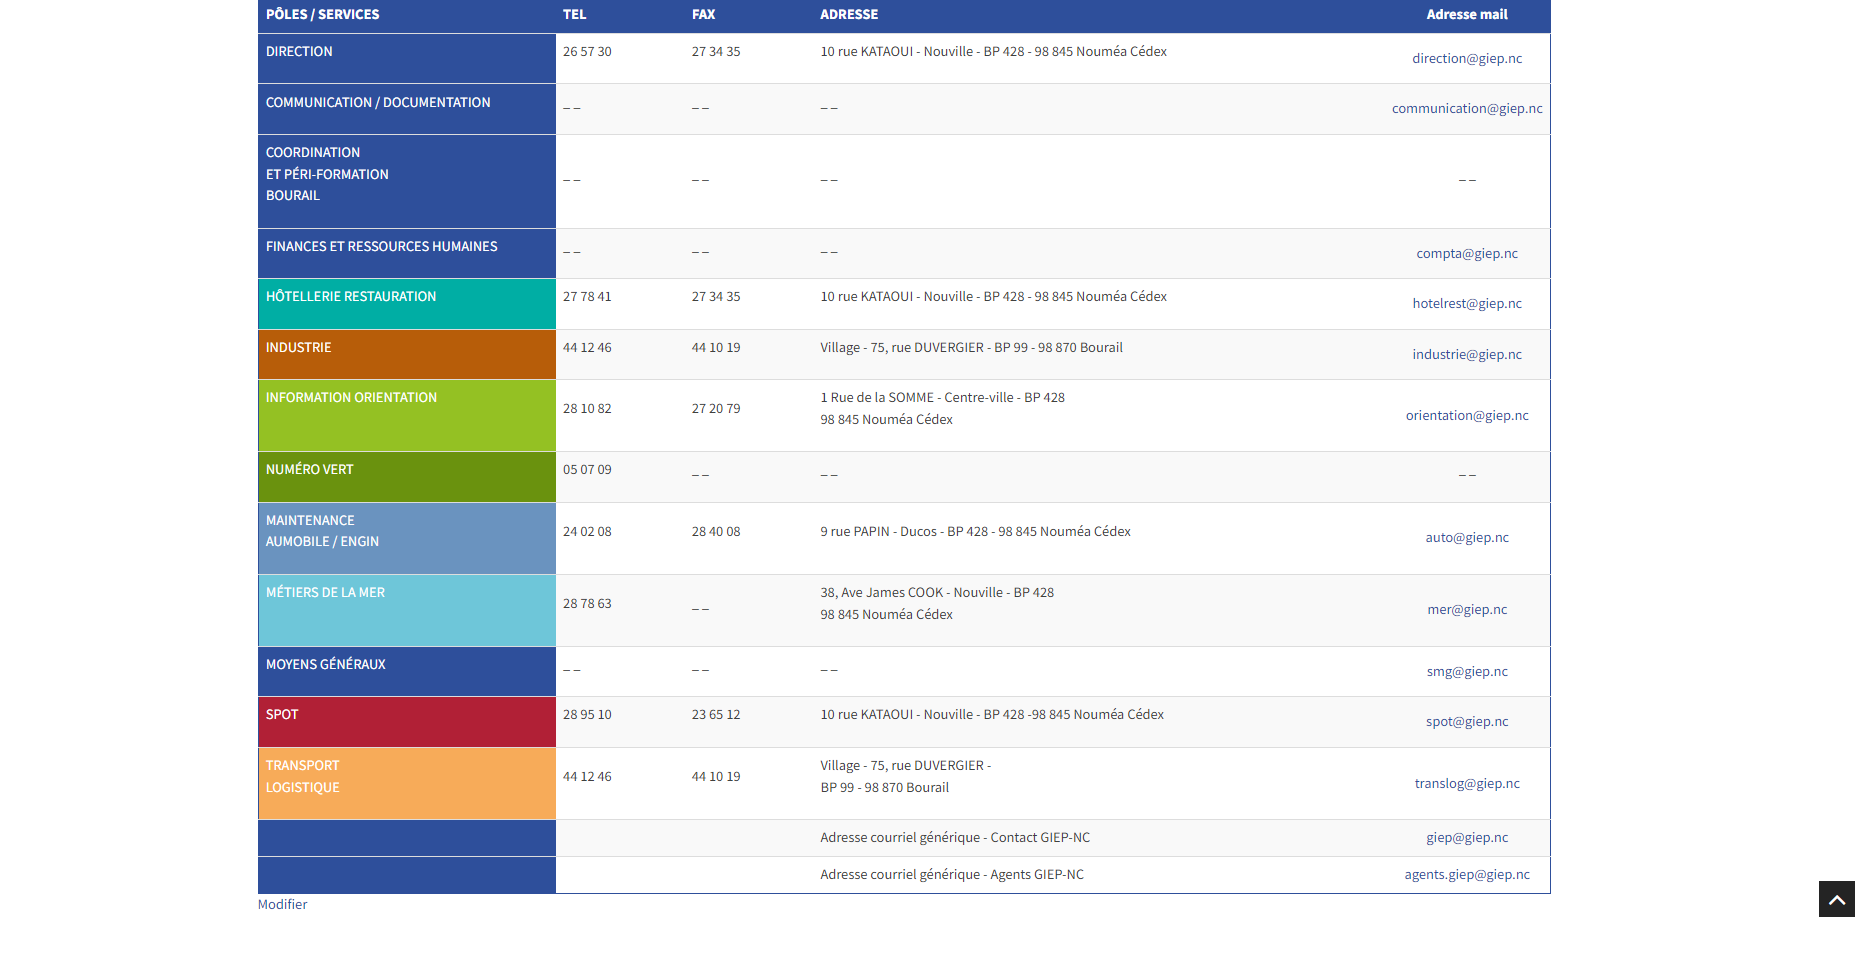 PÔLES / SERVICES TEL FAX ADRESSE Adresse mail
DIRECTION 26 57 30 27 34 35 10 rue KATAOUI - Nouville - BP 428 - 98 845 Nouméa Cédex direction@giep.nc
COMMUNICATION / DOCUMENTATION _ _ _ _ _ _ communication@giep.nc
COORDINATION
ET PÉRI-FORMATION _ _ _ _ _ _ _ _
BOURAIL
FINANCES ET RESSOURCES HUMAINES _ _ _ _ _ _ compta@giep.nc
HÔTELLERIE RESTAURATION 27 78 41 27 34 35 10 rue KATAOUI - Nouville - BP 428 - 98 845 Nouméa Cédex hotelrest@giep.nc
INDUSTRIE 44 12 46 44 10 19 Village - 75, rue DUVERGIER - BP 99 - 98 870 Bourail industrie@giep.nc
INFORMATION ORIENTATION 28 10 82 27 20 79 1 Rue de la SOMME - Centre-ville - BP 428
98 845 Nouméa Cédex orientation@giep.nc
NUMÉRO VERT 05 07 09 _ _ _ _ _ _
MAINTENANCE
AUMOBILE / ENGIN 24 02 08 28 40 08 9 rue PAPIN - Ducos - BP 428 - 98 845 Nouméa Cédex auto@giep.nc
MÉTIERS DE LA MER 28 78 63 _ _ 38, Ave James COOK - Nouville - BP 428
98 845 Nouméa Cédex mer@giep.nc
MOYENS GÉNÉRAUX _ _ _ _ _ _ smg@giep.nc
SPOT 28 95 10 23 65 12 10 rue KATAOUI - Nouville - BP 428 -98 845 Nouméa Cédex spot@giep.nc
TRANSPORT 44 12 46 44 10 19 Village - 75, rue DUVERGIER -
LOGISTIQUE BP 99 - 98 870 Bourail translog@giep.nc
Adresse courriel générique - Contact GIEP-NC giep@giep.nc
Adresse courriel générique - Agents GIEP-NC agents.giep@giep.nc
Modifier